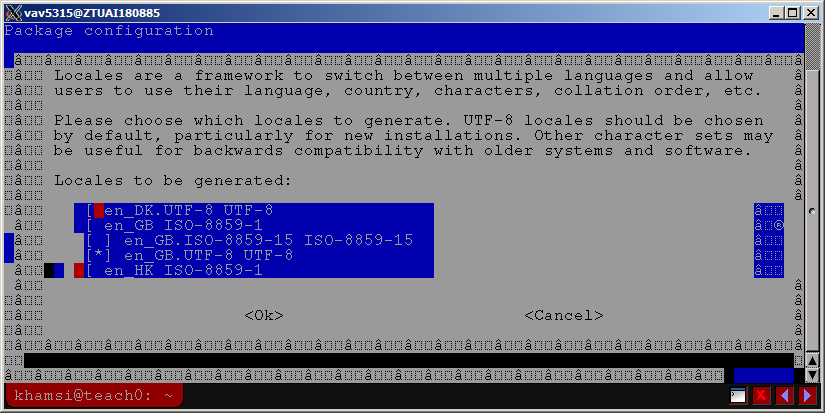 vav5315@ZTUAI180885
Package configuration
Locales are a framework to switch between multiple languages and allow
users to use their language, country, characters, collation order, etc.
Please choose which locales to generate. UTF-8 locales should be chosen
by default, particularly for new installations. Other character sets may
be useful for backwards compatibility with older systems and software.
Locales to be generated:
[ en_DK.UTF-8 UTF-8
[ en_GB ISO-8859-1
[ ] en_GB.ISO-8859-15 ISO-8859-15
[*] en_GB.UTF-8 UTF-8
[ en_HK ISO-8859-1
<Ok> <Cancel>
khamsi@teach0: ~